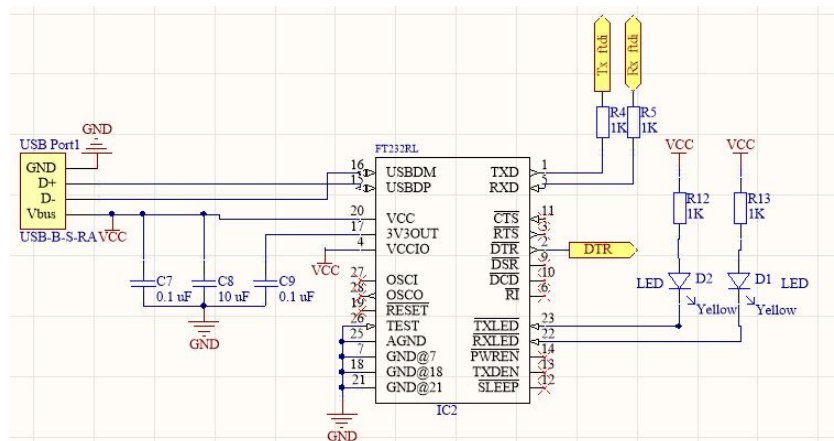 Tx ftdi
Rx ftdi
R4
1K
R5
1K
GND
USB Port1
GND
D+
D-
Vbus
USB-B-S-RA
VCC
FT232RL
16
USBDM
15
USBDP
20
VCC
17
3V3OUT
4
VCCIO
VCC
27
OSCI
28
OSCO
19
RESET
26
TEST
25
AGND
7
GND@7
18
GND@18
21
GND@21
GND
IC2
TXD
1
RXD
5
CTS
11
RTS
3
DTR
2
DTR
DSR
9
DCD
10
RI
6
TXLED
23
RXLED
22
PWREN
14
TXDEN
13
SLEEP
12
C7
0.1 uF
C8
10 uF
C9
0.1 uF
GND
VCC
VCC
R12
1K
R13
1K
LED
D2
Yellow
D1
LED
Yellow